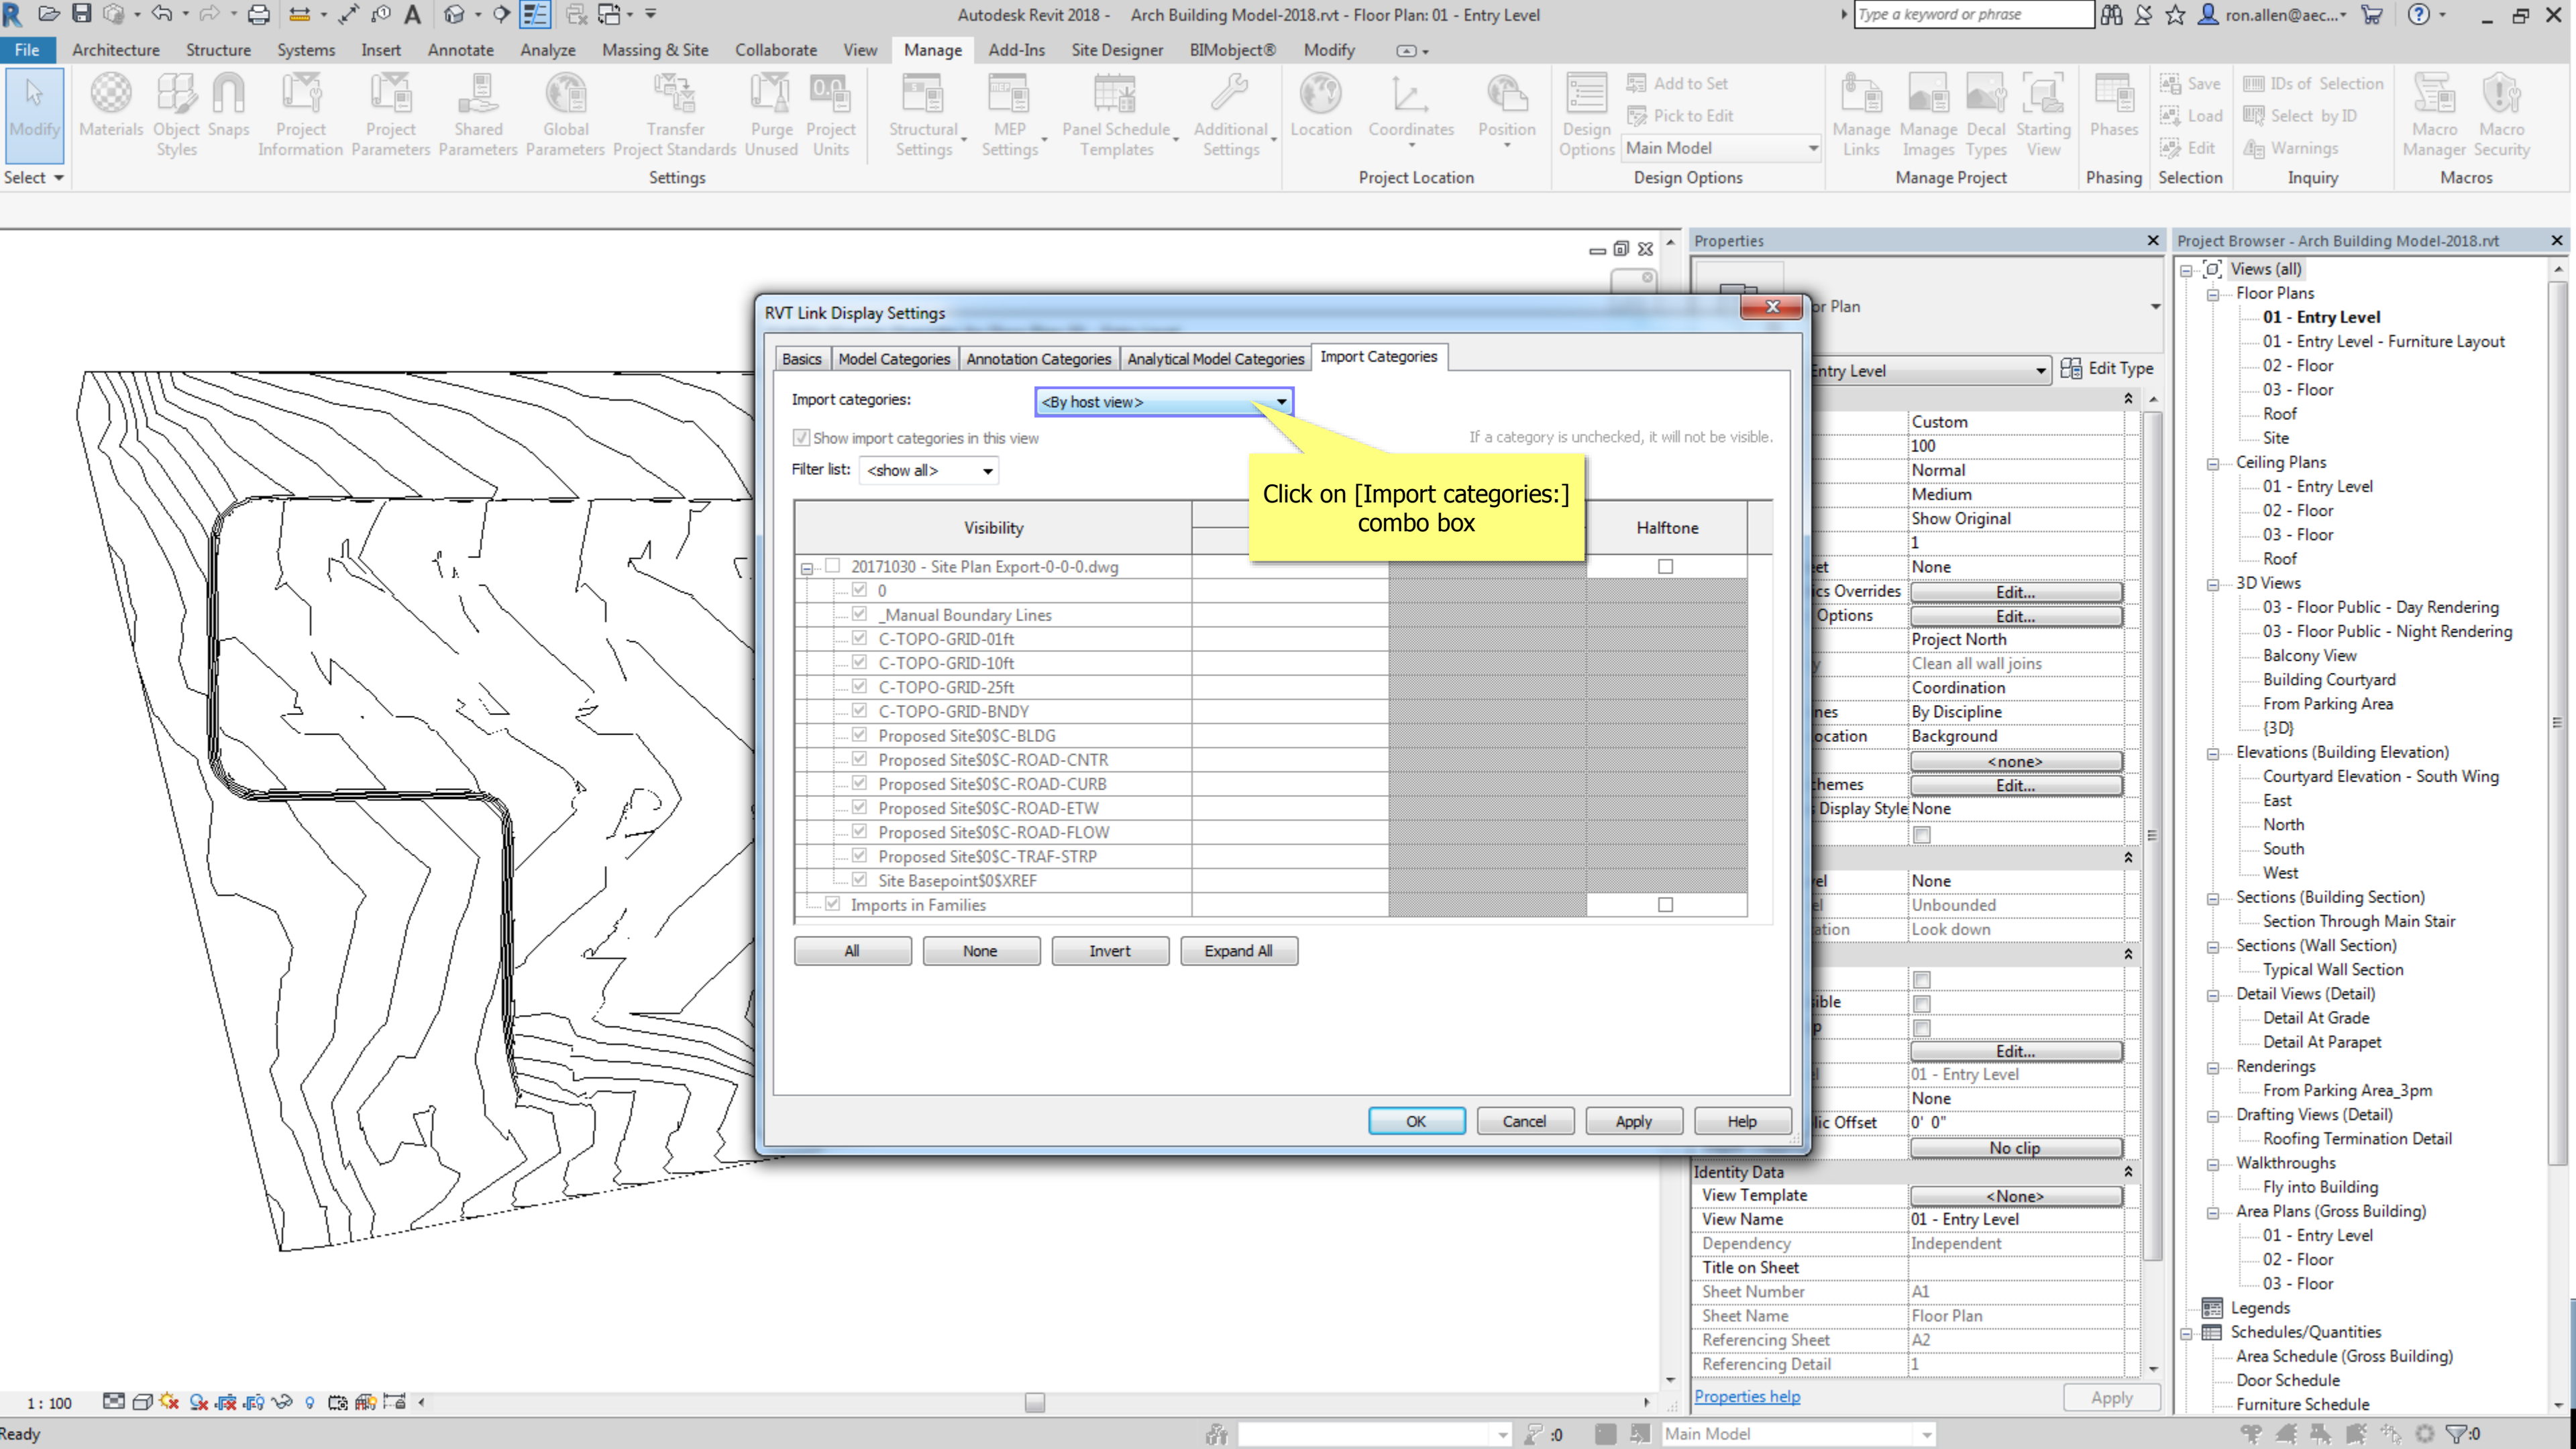 Autodesk Revit 2018 - Arch Building Model-2018.rvt - Floor Plan: 01 - Entry Level
Type a keyword or phrase
ron.allen@aec...
File Architecture Structure Systems Insert Annotate Analyze Massing & Site Collaborate View Manage Add-Ins Site Designer BIMobject® Modify
Modify
Materials
Object Styles
Snaps
Project Information
Project Parameters
Shared Parameters
Global Parameters
Transfer Project Standards
Purge Unused
Project Units
Structural Settings
MEP Settings
Panel Schedule Templates
Additional Settings
Location
Coordinates
Position
Design Options
Add to Set
Pick to Edit
Main Model
Manage Links
Manage Images
Decal Types
Starting View
Phases
Save
Load
Edit
IDs of Selection
Select by ID
Warnings
Macro Manager
Macro Security
Select
Settings
Project Location
Design Options
Manage Project
Phasing
Selection
Inquiry
Macros
RVT Link Display Settings
Basics Model Categories Annotation Categories Analytical Model Categories Import Categories
Import categories: <By host view>
Show import categories in this view
If a category is unchecked, it will not be visible.
Filter list: <show all>
Click on [Import categories:]
combo box
Visibility
Halftone
20171030 - Site Plan Export-0-0-0.dwg
0
_Manual Boundary Lines
C-TOPO-GRID-01ft
C-TOPO-GRID-10ft
C-TOPO-GRID-25ft
C-TOPO-GRID-BNDY
Proposed Site$0$C-BLDG
Proposed Site$0$C-ROAD-CNTR
Proposed Site$0$C-ROAD-CURB
Proposed Site$0$C-ROAD-ETW
Proposed Site$0$C-ROAD-FLOW
Proposed Site$0$C-TRAF-STRP
Site Basepoint$0$XREF
Imports in Families
All None Invert Expand All
OK Cancel Apply Help
Properties
or Plan
Entry Level
Edit Type
Custom
100
Normal
Medium
Show Original
1
eet None
ics Overrides Edit...
Options Edit...
Project North
y Clean all wall joins
Coordination
nes By Discipline
ocation Background
<none>
chemes Edit...
s Display Style None
vel None
el Unbounded
ation Look down
sible
p
Edit...
el 01 - Entry Level
None
lic Offset 0' 0"
No clip
Identity Data
View Template <None>
View Name 01 - Entry Level
Dependency Independent
Title on Sheet
Sheet Number A1
Sheet Name Floor Plan
Referencing Sheet A2
Referencing Detail 1
Properties help
Apply
Project Browser - Arch Building Model-2018.rvt
Views (all)
Floor Plans
01 - Entry Level
01 - Entry Level - Furniture Layout
02 - Floor
03 - Floor
Roof
Site
Ceiling Plans
01 - Entry Level
02 - Floor
03 - Floor
Roof
3D Views
03 - Floor Public - Day Rendering
03 - Floor Public - Night Rendering
Balcony View
Building Courtyard
From Parking Area
{3D}
Elevations (Building Elevation)
Courtyard Elevation - South Wing
East
North
South
West
Sections (Building Section)
Section Through Main Stair
Sections (Wall Section)
Typical Wall Section
Detail Views (Detail)
Detail At Grade
Detail At Parapet
Renderings
From Parking Area_3pm
Drafting Views (Detail)
Roofing Termination Detail
Walkthroughs
Fly into Building
Area Plans (Gross Building)
01 - Entry Level
02 - Floor
03 - Floor
Legends
Schedules/Quantities
Area Schedule (Gross Building)
Door Schedule
Furniture Schedule
1 : 100
Ready
:0
Main Model
:0